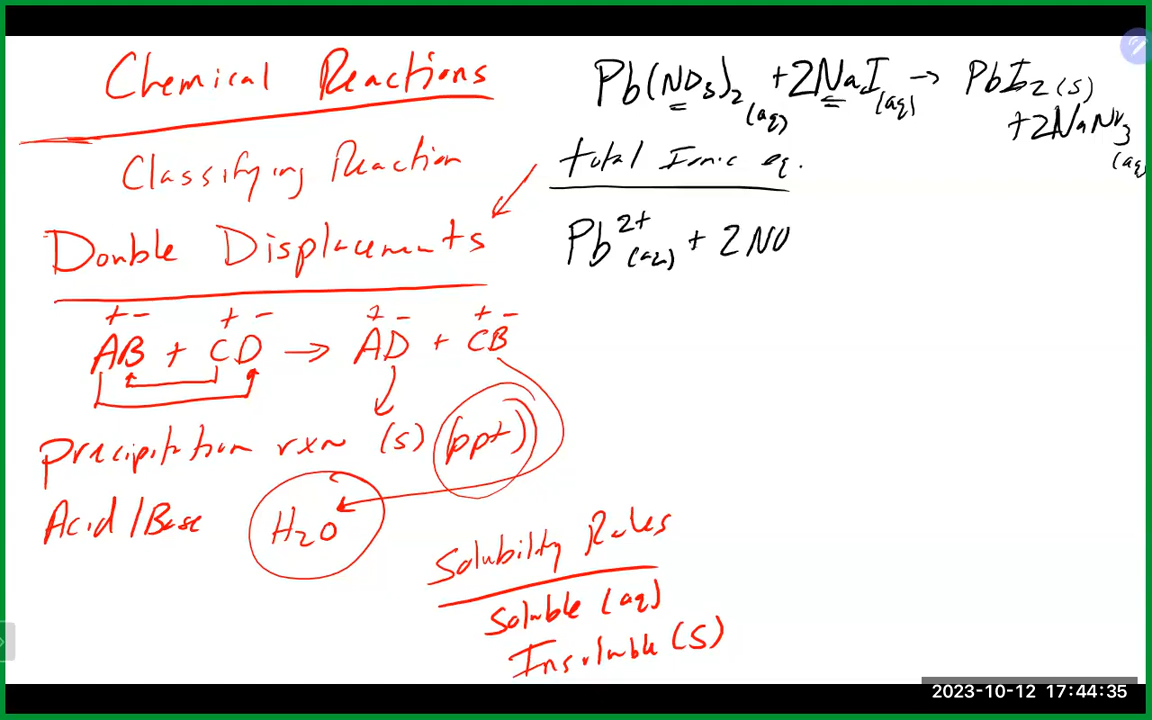 Chemical Reactions
Classifying Reaction
Double Displacements
+ - + - + - + -
AB + CD → AD + CB
Precipitation rxn (s) (ppt)
Acid/Base H2O
Solubility Rules
Soluble (aq)
Insoluble (s)
Pb(NO3)2 (aq) + 2NaI (aq) → PbI2 (s)
+ 2NaNO3 (aq)
total Ionic eq.
Pb2+ (aq) + 2NO
2023-10-12 17:44:35